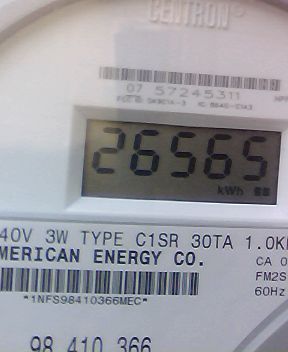 CENTRON
07 57245311
26565
kWh
40V 3W TYPE C1SR 30TA 1.0K
MERICAN ENERGY CO.
CA 0
FM2S
60Hz
*1NFS98410366MEC*
98 410 366